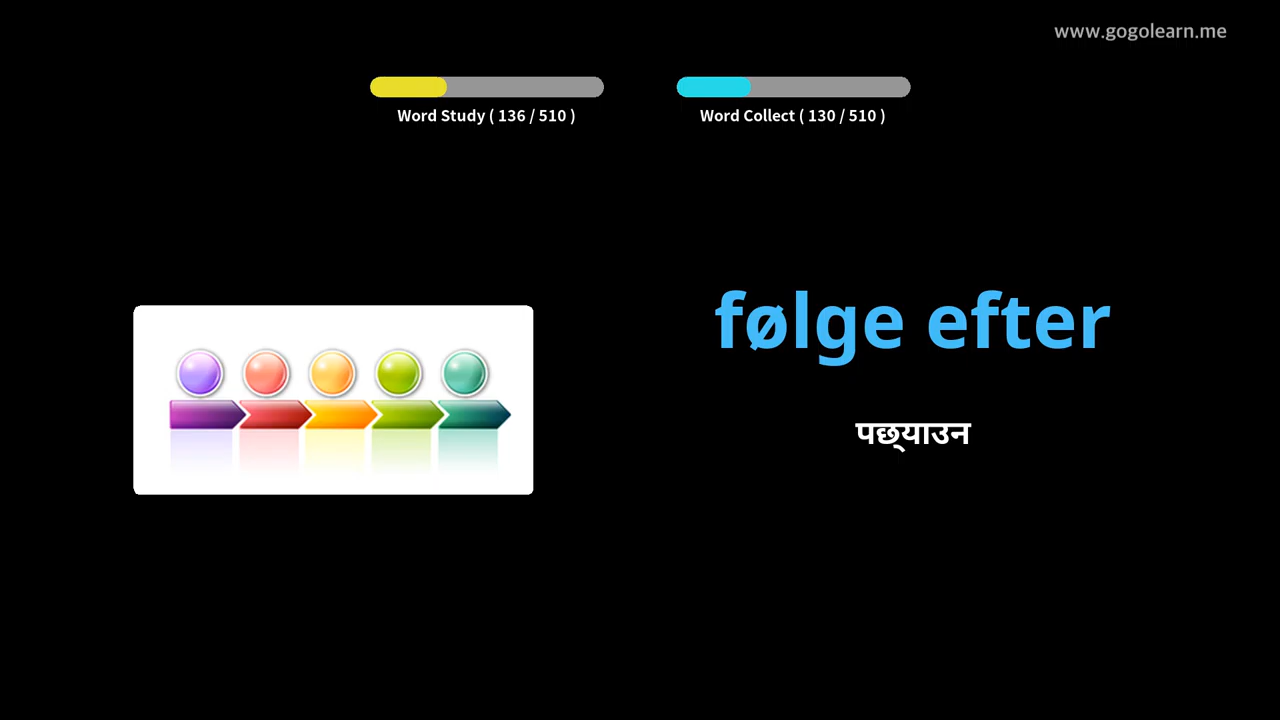 www.gogolearn.me
Word Study ( 136 / 510 )
Word Collect ( 130 / 510 )
følge efter
पछ्याउन